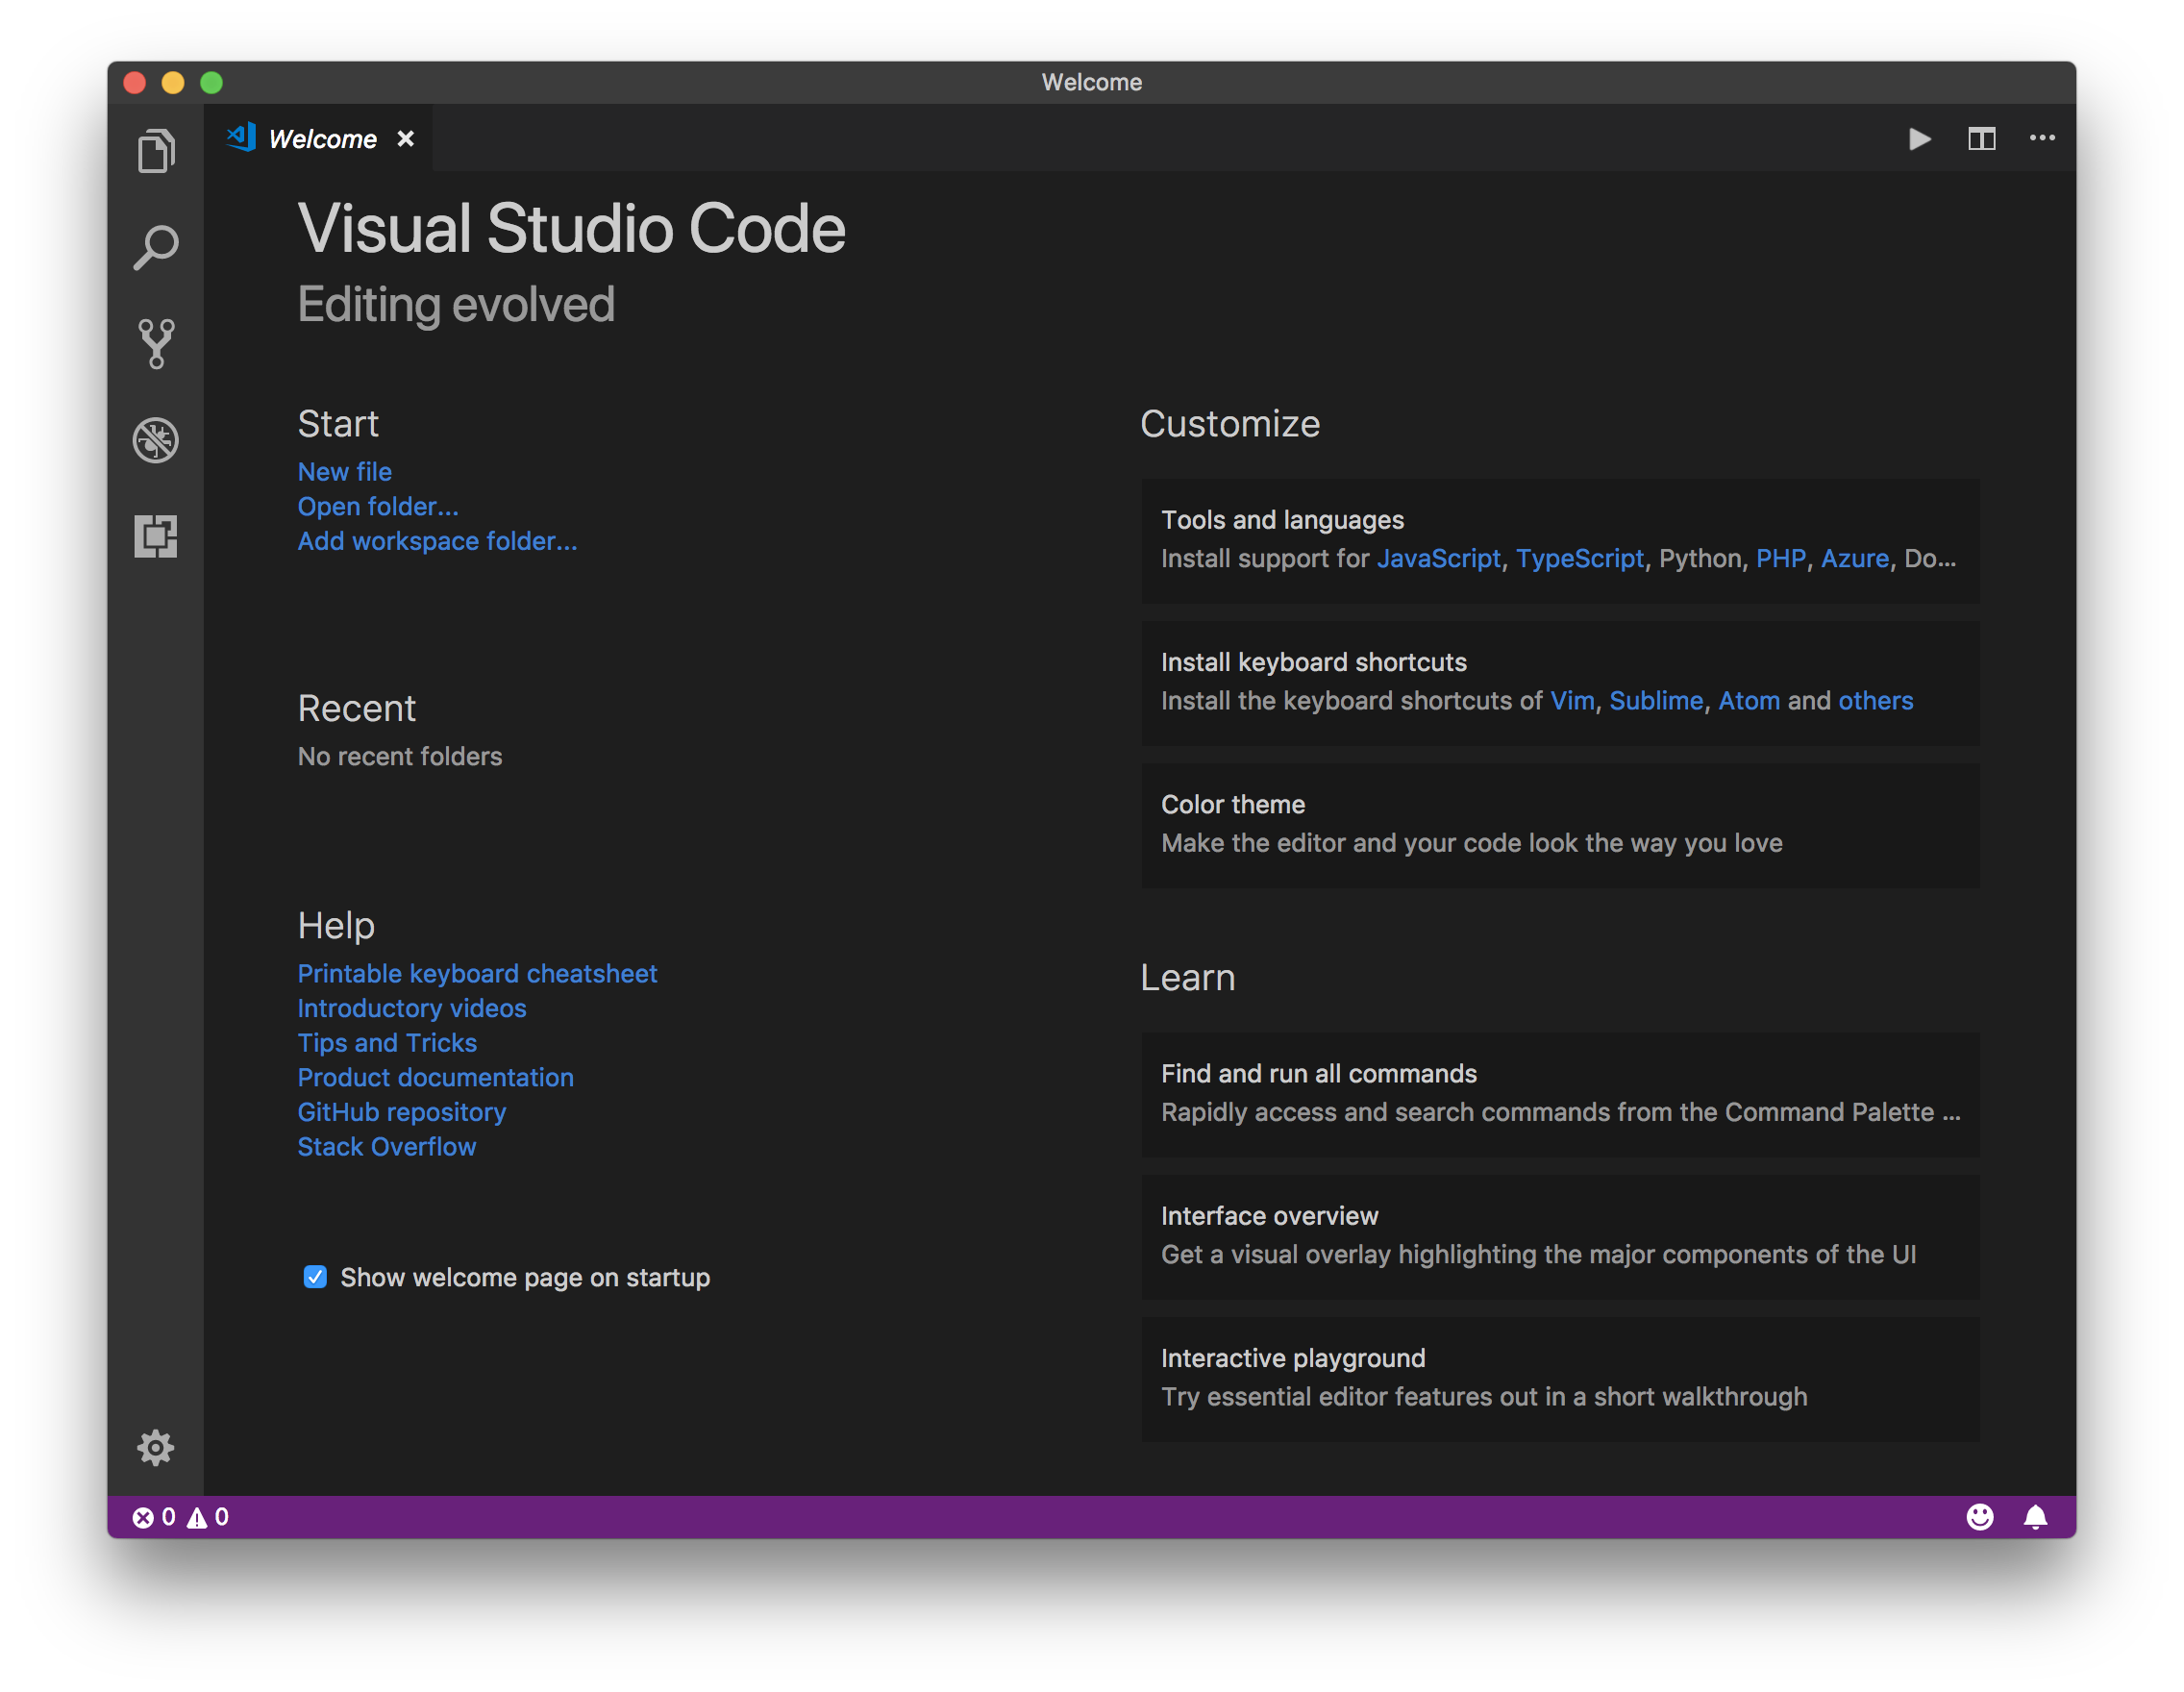 Welcome
Welcome
Visual Studio Code
Editing evolved
Start
New file
Open folder...
Add workspace folder...
Recent
No recent folders
Help
Printable keyboard cheatsheet
Introductory videos
Tips and Tricks
Product documentation
GitHub repository
Stack Overflow
Show welcome page on startup
Customize
Tools and languages
Install support for JavaScript, TypeScript, Python, PHP, Azure, Do...
Install keyboard shortcuts
Install the keyboard shortcuts of Vim, Sublime, Atom and others
Color theme
Make the editor and your code look the way you love
Learn
Find and run all commands
Rapidly access and search commands from the Command Palette ...
Interface overview
Get a visual overlay highlighting the major components of the UI
Interactive playground
Try essential editor features out in a short walkthrough
0 0